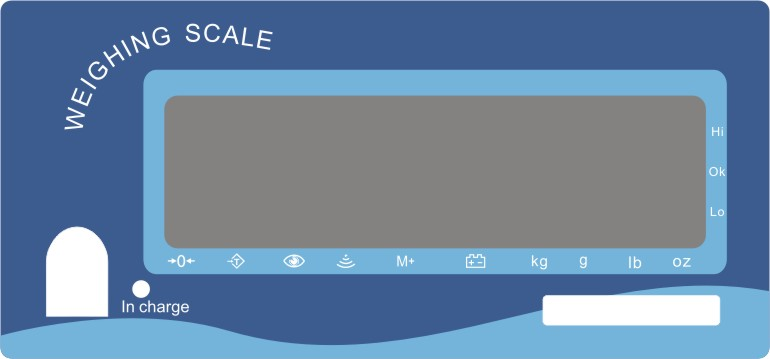 WEIGHING SCALE
Hi
Ok
Lo
→0← T M+ kg g lb oz
In charge